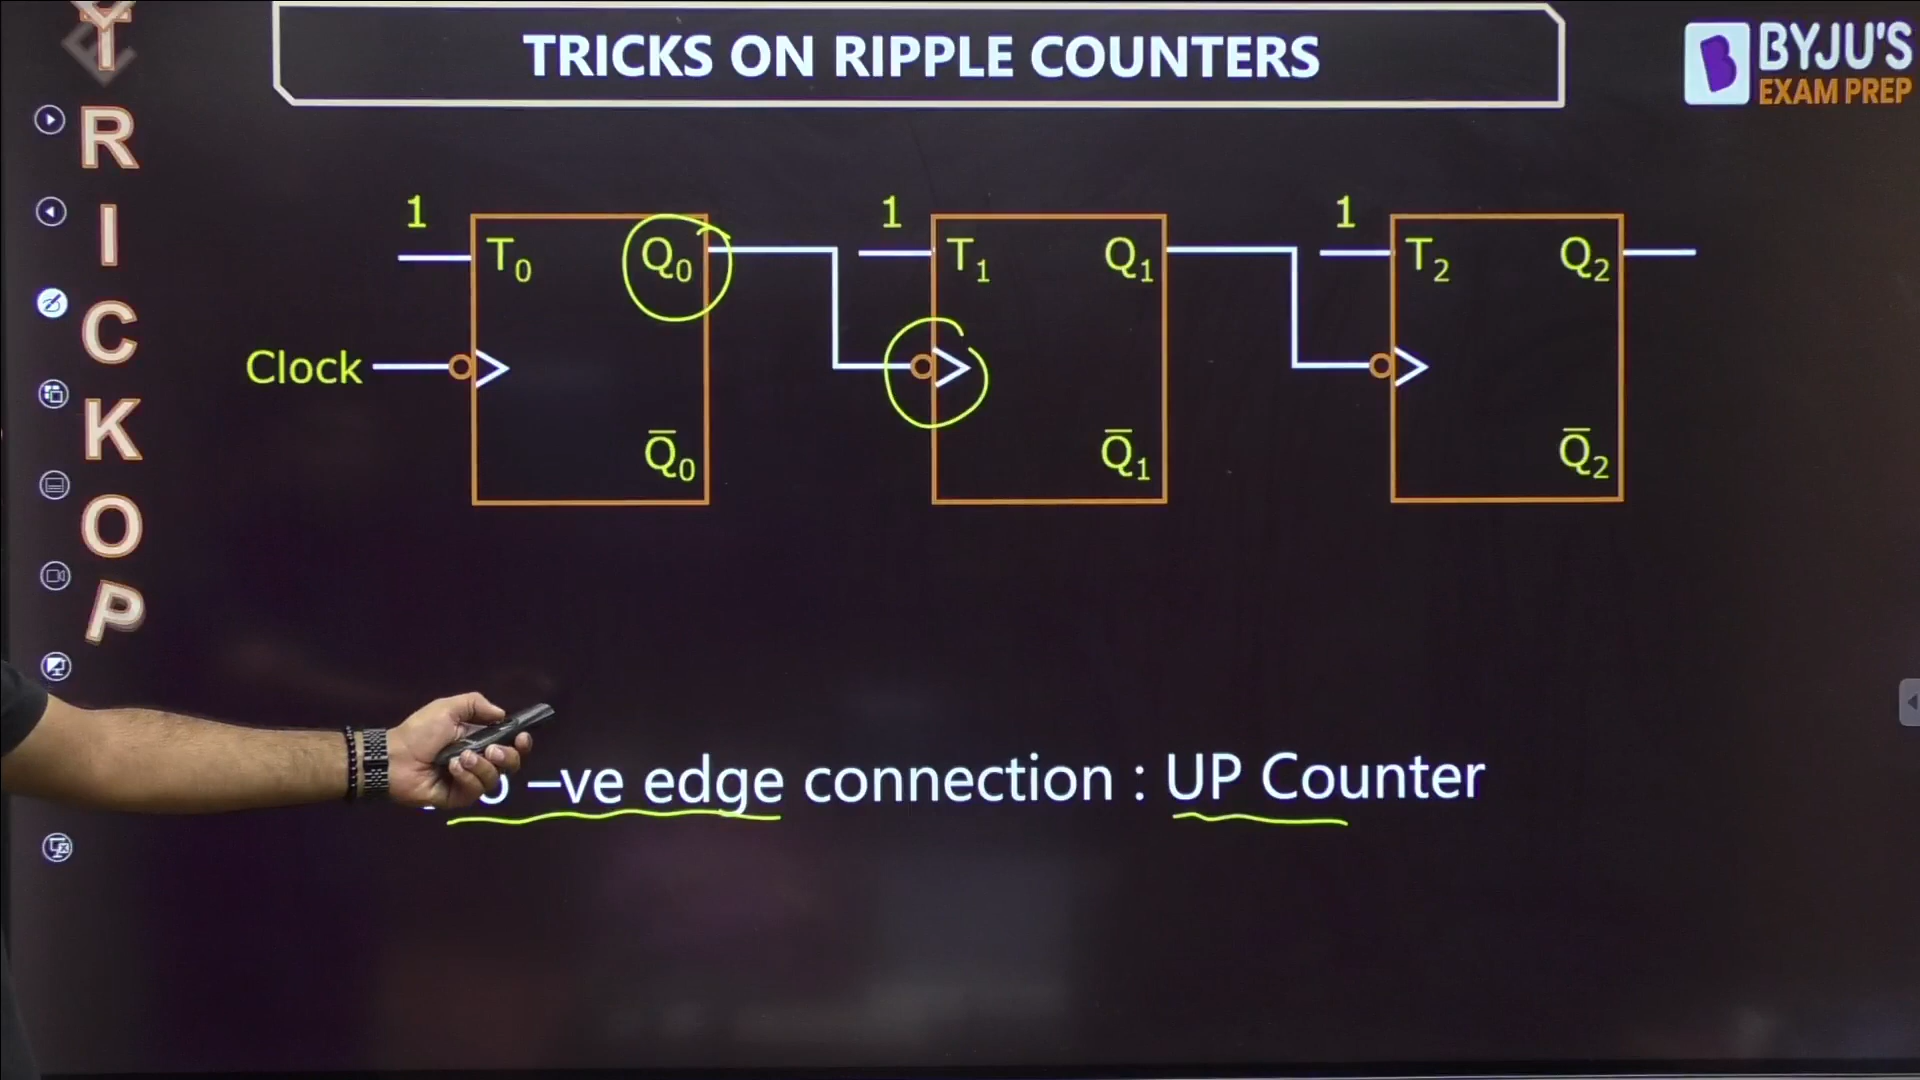 TRICKS ON RIPPLE COUNTERS
BYJU'S
EXAM PREP
T
R
I
C
K
O
P
1
1
1
T0
Q0
T1
Q1
T2
Q2
Clock
Q̅0
Q̅1
Q̅2
–ve edge connection : UP Counter